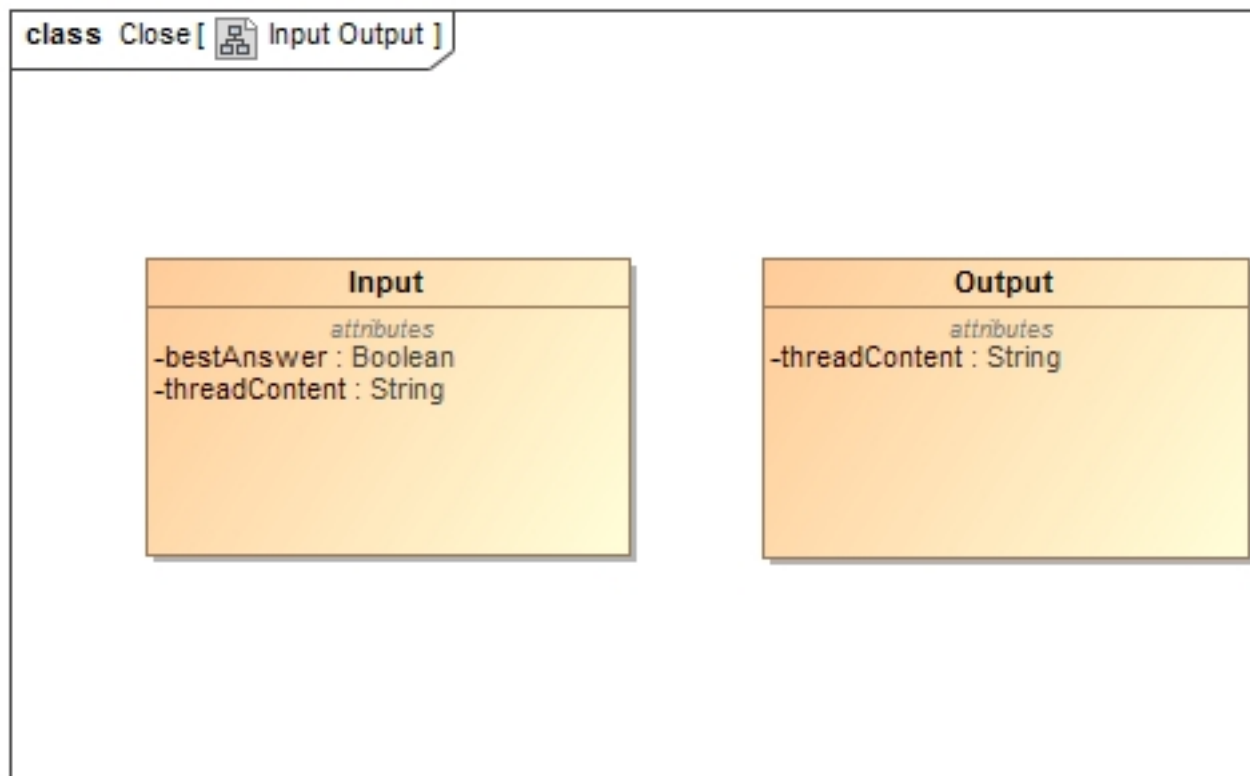 class Close[ Input Output ]
Input
attributes
-bestAnswer : Boolean
-threadContent : String
Output
attributes
-threadContent : String